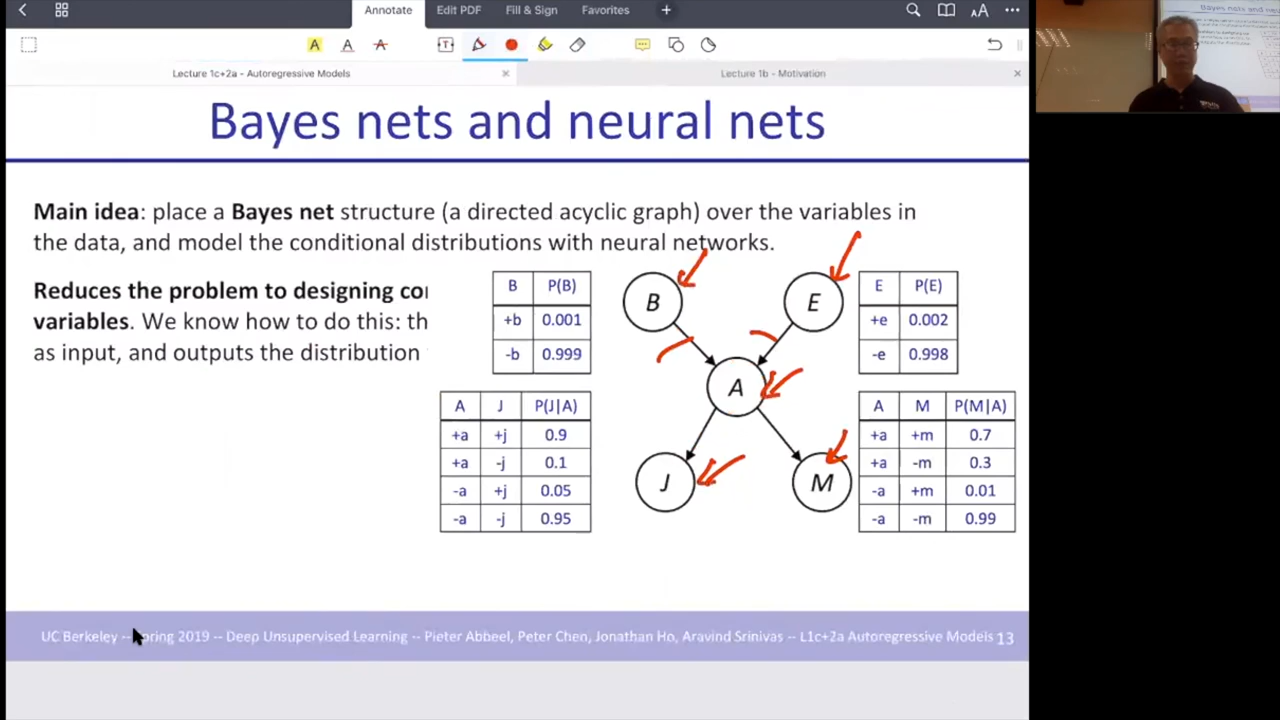 Annotate Edit PDF Fill & Sign Favorites
Lecture 1c+2a - Autoregressive Models
Lecture 1b - Motivation
Bayes nets and neural nets
Main idea: place a Bayes net structure (a directed acyclic graph) over the variables in
the data, and model the conditional distributions with neural networks.
Reduces the problem to designing
variables. We know how to do this:
as input, and outputs the distribution
B P(B)
+b 0.001
-b 0.999
B
E
E P(E)
+e 0.002
-e 0.998
A
A J P(J|A)
+a +j 0.9
+a -j 0.1
-a +j 0.05
-a -j 0.95
J
M
A M P(M|A)
+a +m 0.7
+a -m 0.3
-a +m 0.01
-a -m 0.99
UC Berkeley -- Spring 2019 -- Deep Unsupervised Learning -- Pieter Abbeel, Peter Chen, Jonathan Ho, Aravind Srinivas -- L1c+2a Autoregressive Models 13